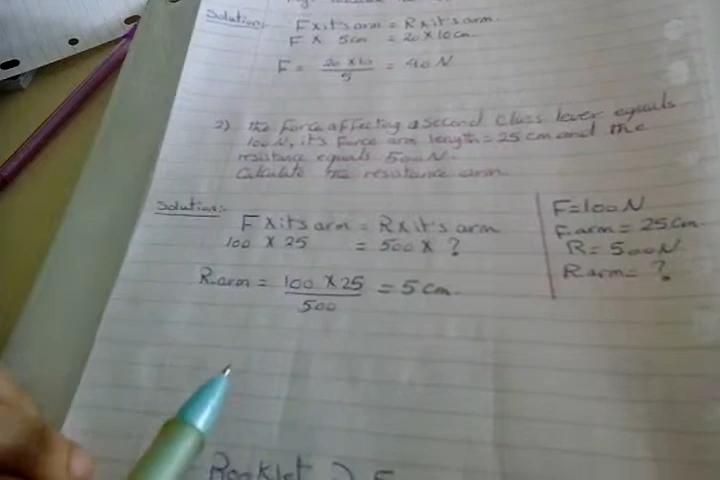 Solution:-
F x it's arm = R x it's arm.
F x 5cm = 20 x 10 cm
F = 20 x 10 / 5 = 40 N
2) the Force affecting a second class lever equals
100 N, it's Force arm length = 25 cm and the
resistance equals 500 N.
Calculate the resistance arm.
Solution:-
F x it's arm = R x it's arm
100 x 25 = 500 x ?
R.arm = 100 x 25 / 500 = 5 cm.
F = 100 N
F.arm = 25 cm.
R = 500 N
R.arm = ?
Booklet